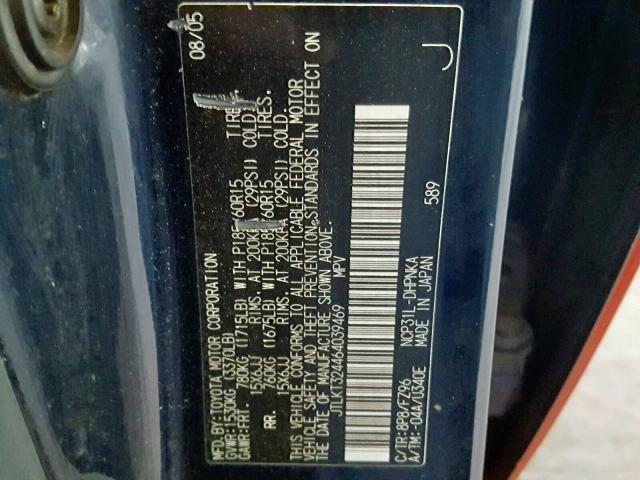 MFD.BY:TOYOTA MOTOR CORPORATION 08/05
GVWR:1530KG (3370LB)
GAWR:FRT. 780KG (1715LB) WITH P185/60R15 TIRES,
15X6JJ RIMS AT 200KPA (29PSI) COLD.
RR. 760KG (1675LB) WITH P185/60R15 TIRES,
15X6JJ RIMS AT 200KPA (29PSI) COLD.
THIS VEHICLE CONFORMS TO ALL APPLICABLE FEDERAL MOTOR
VEHICLE SAFETY AND THEFT PREVENTION STANDARDS IN EFFECT ON
THE DATE OF MANUFACTURE SHOWN ABOVE.
JTLKT324464039469 MPV
J
589
C/TR:8P8/FZ96 NCP31L-DHPNKA
A/TM:-04A/U340E MADE IN JAPAN